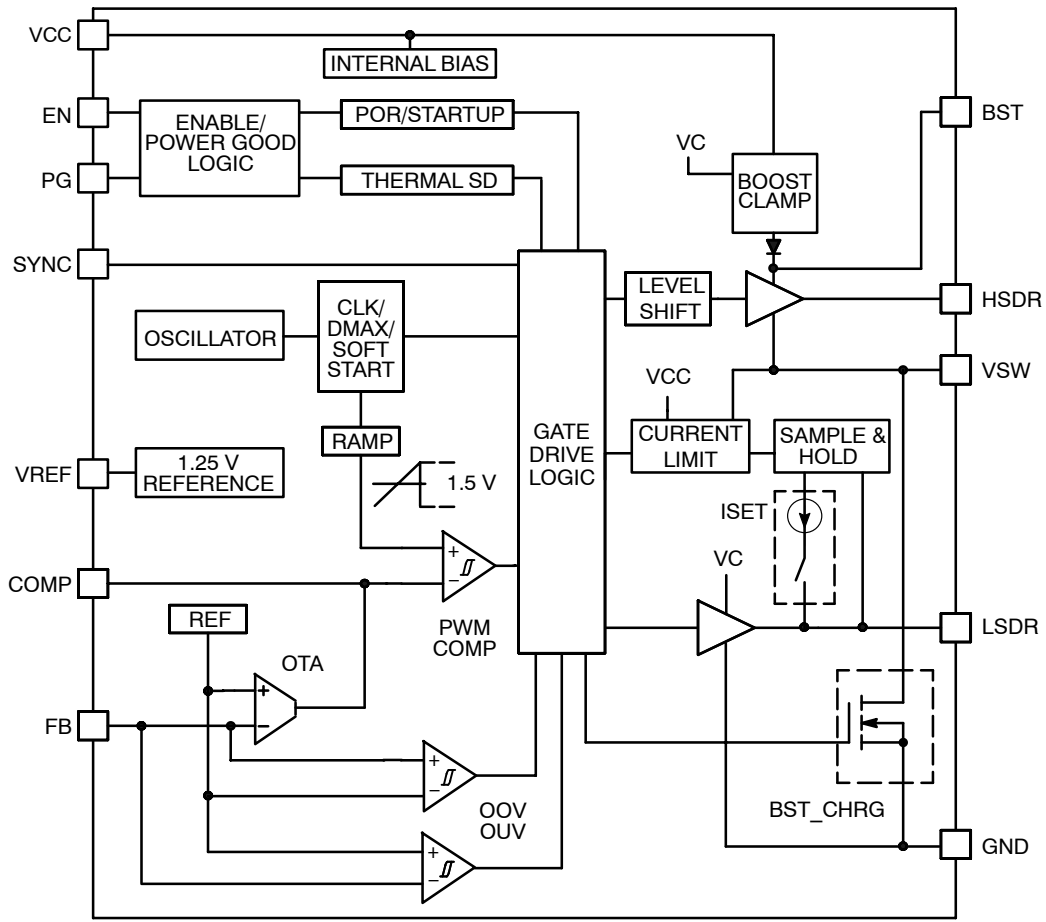 VCC
INTERNAL BIAS
EN
ENABLE/
POWER GOOD
LOGIC
POR/STARTUP
BST
PG
THERMAL SD
VC
BOOST
CLAMP
SYNC
CLK/
DMAX/
SOFT
START
OSCILLATOR
LEVEL
SHIFT
HSDR
VSW
VCC
RAMP
GATE
DRIVE
LOGIC
CURRENT
LIMIT
SAMPLE &
HOLD
VREF
1.25 V
REFERENCE
1.5 V
ISET
+
−
COMP
VC
REF
PWM
COMP
LSDR
OTA
+
−
FB
+
−
OOV
OUV
BST_CHRG
+
−
GND